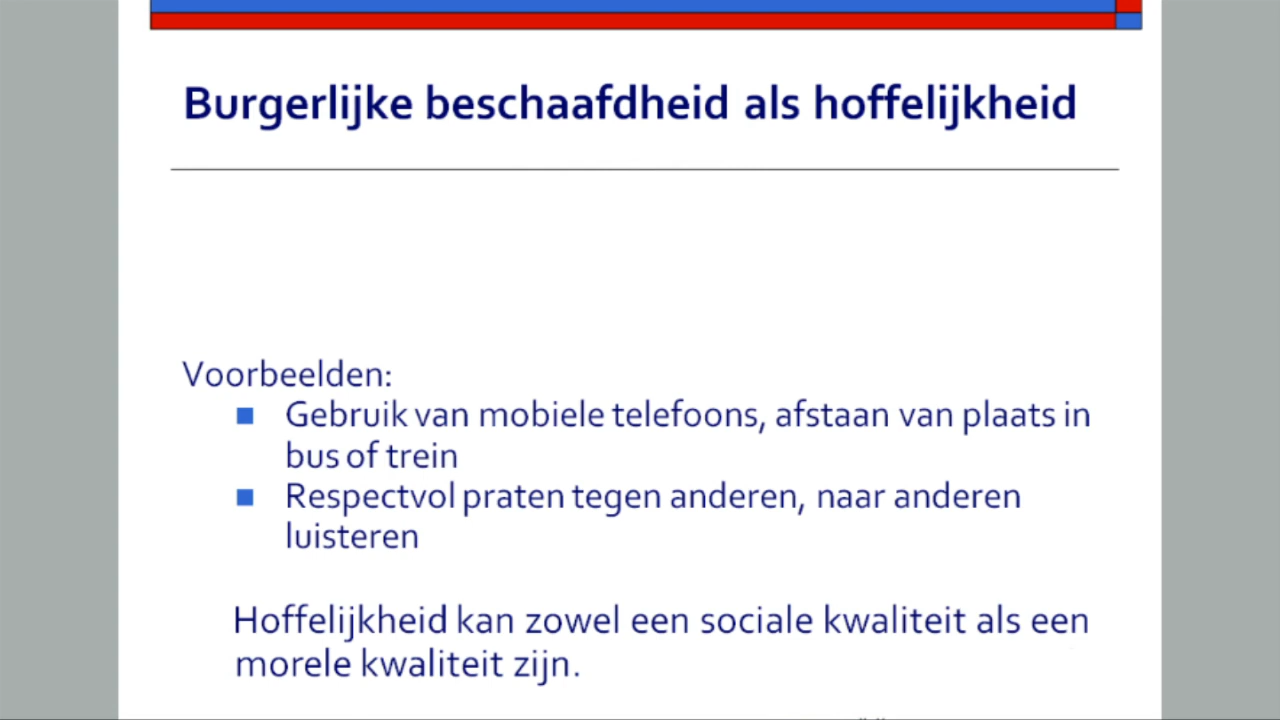 Burgerlijke beschaafdheid als hoffelijkheid
Voorbeelden:
Gebruik van mobiele telefoons, afstaan van plaats in
bus of trein
Respectvol praten tegen anderen, naar anderen
luisteren
Hoffelijkheid kan zowel een sociale kwaliteit als een
morele kwaliteit zijn.